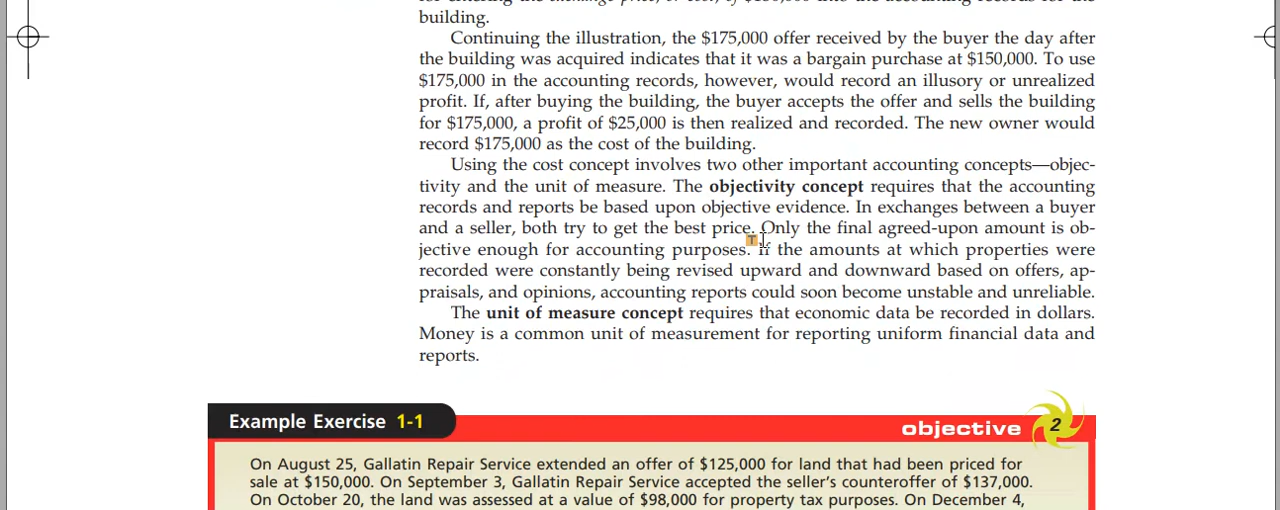 building.
Continuing the illustration, the $175,000 offer received by the buyer the day after
the building was acquired indicates that it was a bargain purchase at $150,000. To use
$175,000 in the accounting records, however, would record an illusory or unrealized
profit. If, after buying the building, the buyer accepts the offer and sells the building
for $175,000, a profit of $25,000 is then realized and recorded. The new owner would
record $175,000 as the cost of the building.
Using the cost concept involves two other important accounting concepts—objec-
tivity and the unit of measure. The objectivity concept requires that the accounting
records and reports be based upon objective evidence. In exchanges between a buyer
and a seller, both try to get the best price. Only the final agreed-upon amount is ob-
jective enough for accounting purposes. If the amounts at which properties were
recorded were constantly being revised upward and downward based on offers, ap-
praisals, and opinions, accounting reports could soon become unstable and unreliable.
The unit of measure concept requires that economic data be recorded in dollars.
Money is a common unit of measurement for reporting uniform financial data and
reports.
Example Exercise 1-1
objective 2
On August 25, Gallatin Repair Service extended an offer of $125,000 for land that had been priced for
sale at $150,000. On September 3, Gallatin Repair Service accepted the seller's counteroffer of $137,000.
On October 20, the land was assessed at a value of $98,000 for property tax purposes. On December 4,